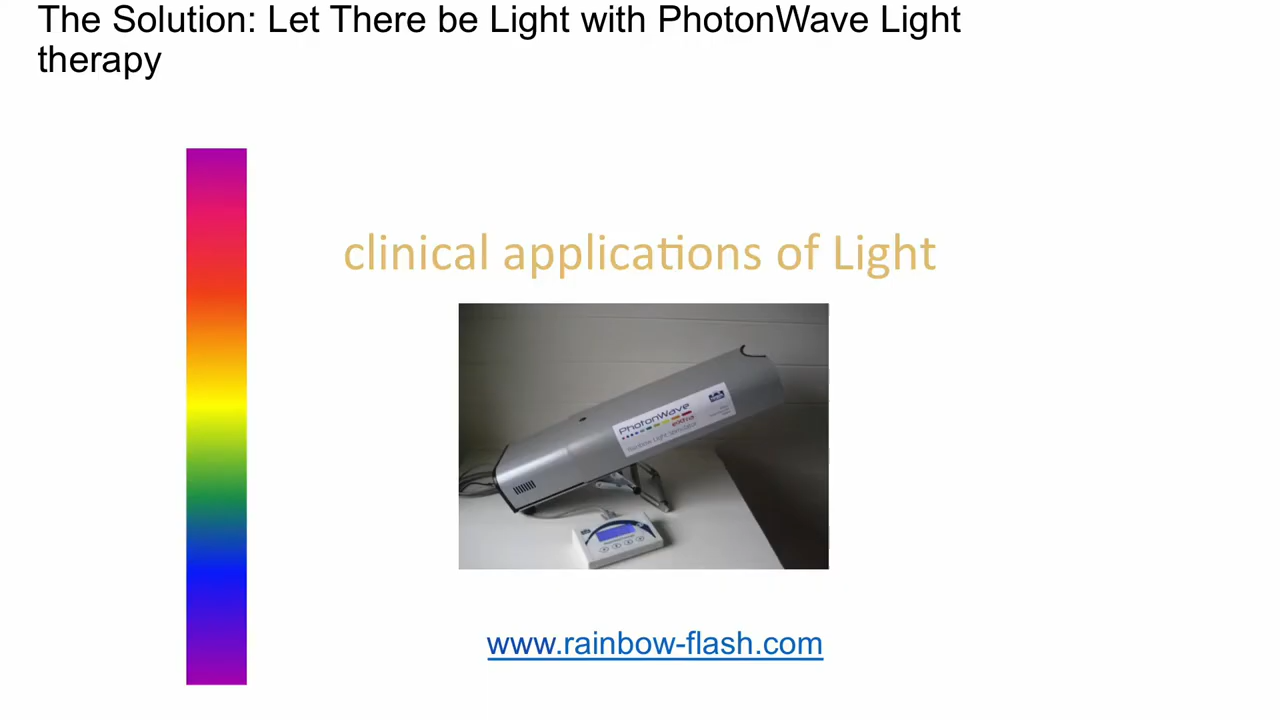 The Solution: Let There be Light with PhotonWave Light
therapy
clinical applications of Light
PhotonWave
extra
www.rainbow-flash.com